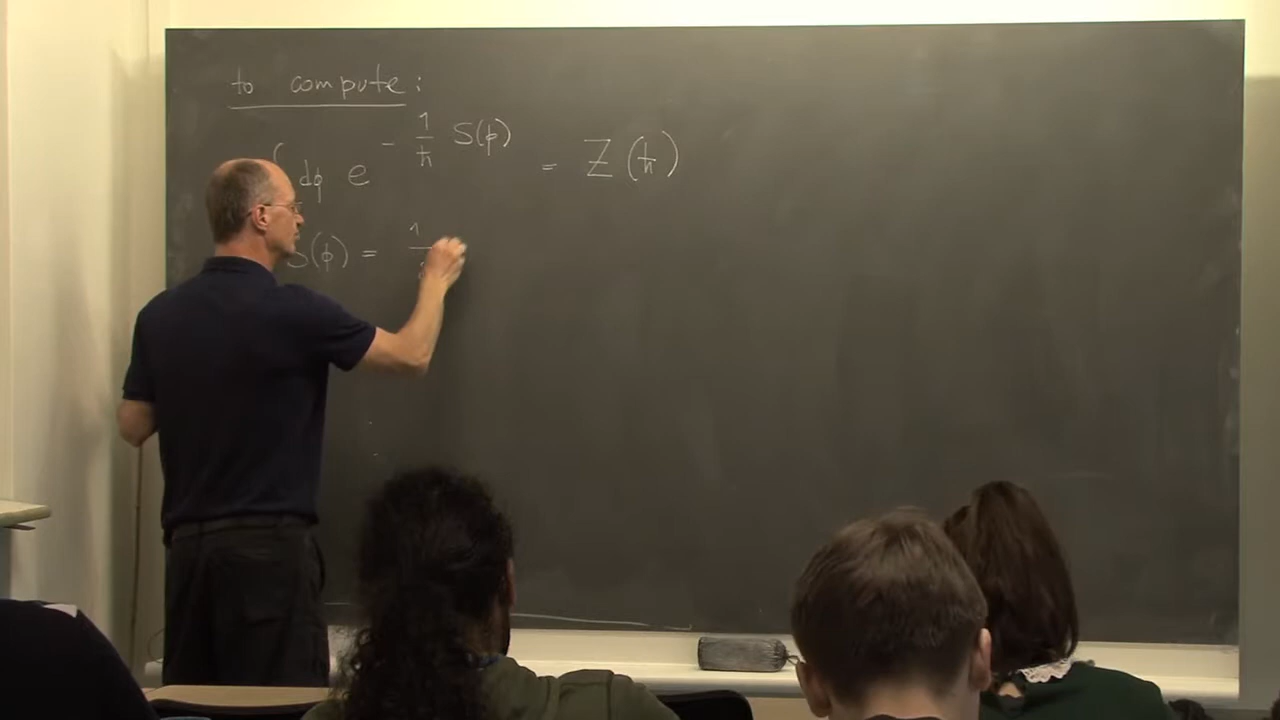 to compute:
∫ dφ e^{- 1/ħ S(φ)} = Z(ħ)
S(φ) = 1